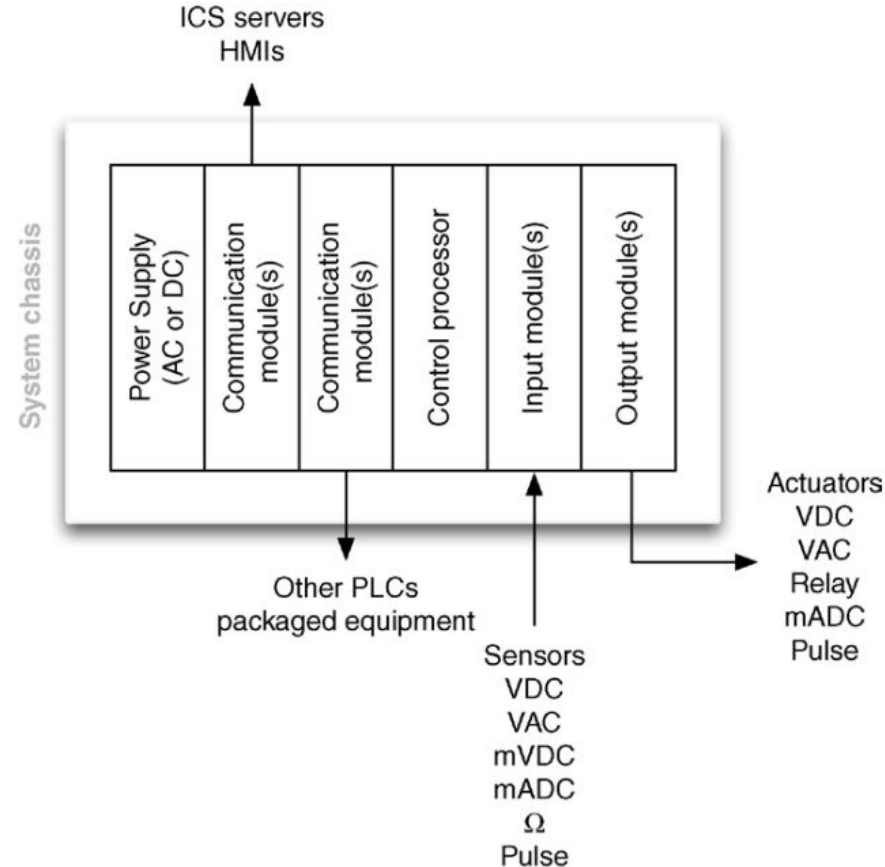 ICS servers
HMIs
System chassis
Power Supply
(AC or DC)
Communication
module(s)
Communication
module(s)
Control processor
Input module(s)
Output module(s)
Other PLCs
packaged equipment
Sensors
VDC
VAC
mVDC
mADC
Ω
Pulse
Actuators
VDC
VAC
Relay
mADC
Pulse